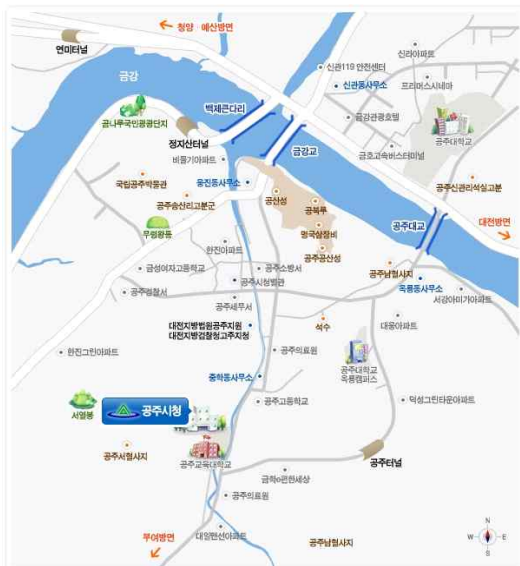 청양·예산방면
연미터널
신라아파트
신관119 안전센터
금강
신관동사무소
프리머스시네마
백제큰다리
금강관광호텔
정지산터널
금강교
공주대학교
비둘기아파트
금호고속버스터미널
국립공주박물관
웅진동사무소
공산성
공주신관리석실고분
공주송산리고분군
공북루
공주대교
대전방면
무령왕릉
명국삼장비
한진아파트
공주공산성
금성여자고등학교
공주소방서
공주남혈사지
공주시청별관
옥룡동사무소
공주경찰서
서강아미가아파트
공주세무서
대전지방법원공주지원
석수
대웅아파트
대전지방검찰청공주지청
한진그린아파트
공주의료원
공주대학교
옥룡캠퍼스
중학동사무소
서열봉
공주시청
공주고등학교
덕성그린타운아파트
공주서혈사지
공주교육대학교
공주터널
금학e편한세상
공주의료원
부여방면
대일맨션아파트
공주남혈사지
N
W
E
S